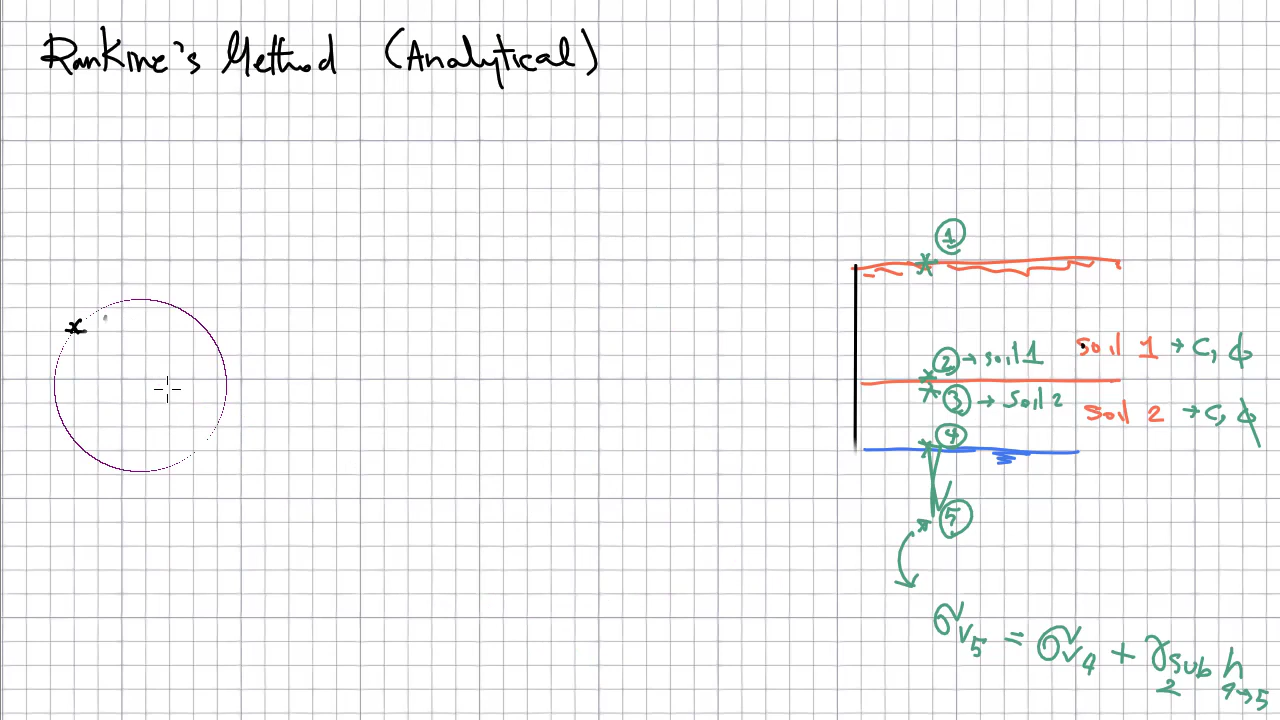 Rankine's Method (Analytical)
①
② → soil 1
soil 1 → C, ϕ
③ → Soil 2
Soil 2 → C, ϕ
④
⑤
σv5 = σv4 + γsub2 h4→5